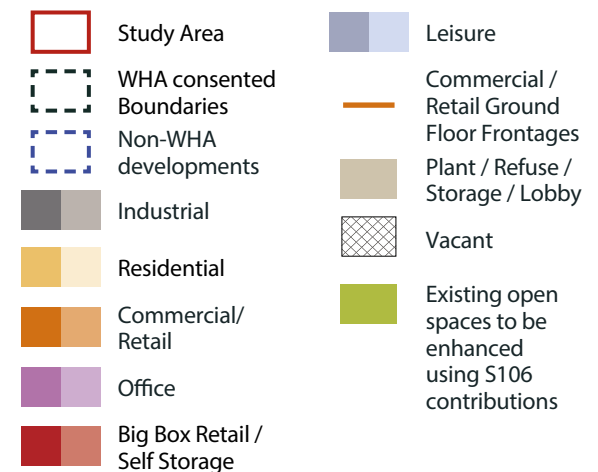 Study Area
WHA consented
Boundaries
Non-WHA
developments
Industrial
Residential
Commercial/
Retail
Office
Big Box Retail /
Self Storage
Leisure
Commercial /
Retail Ground
Floor Frontages
Plant / Refuse /
Storage / Lobby
Vacant
Existing open
spaces to be
enhanced
using S106
contributions